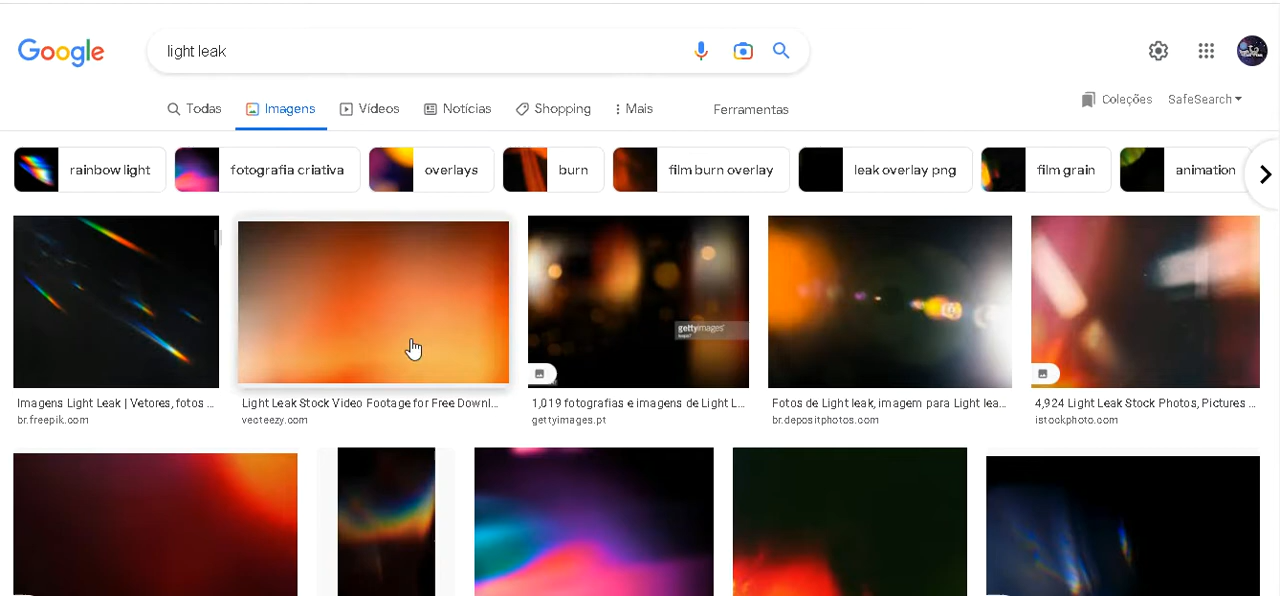 Google
light leak
Todas Imagens Vídeos Notícias Shopping Mais Ferramentas
Coleções SafeSearch
rainbow light fotografia criativa overlays burn film burn overlay leak overlay png film grain animation
gettyimages
Imagens Light Leak | Vetores, fotos ... Light Leak Stock Video Footage for Free Downl... 1,019 fotografias e imagens de Light L... Fotos de Light leak, imagem para Light lea... 4,924 Light Leak Stock Photos, Pictures ...
br.freepik.com vecteezy.com gettyimages.pt br.depositphotos.com istockphoto.com